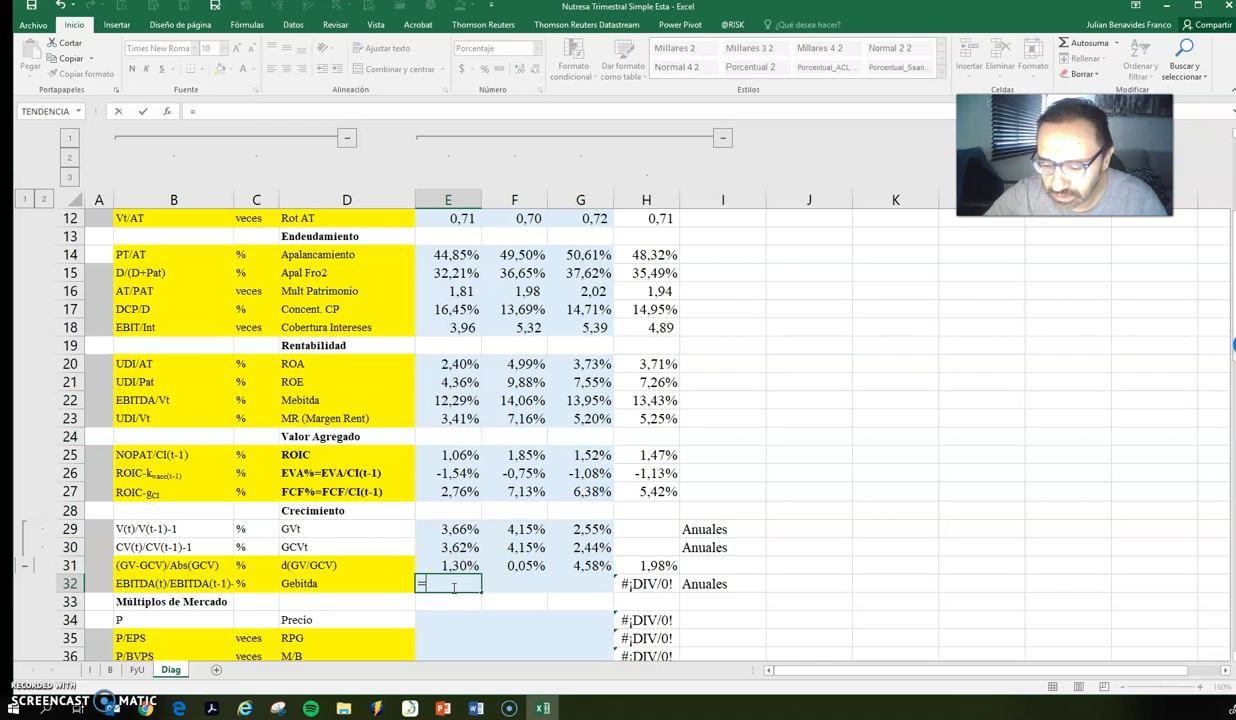 Nutresa Trimestral Simple Esta - Excel
Archivo Inicio Insertar Diseño de página Fórmulas Datos Revisar Vista Acrobat Thomson Reuters Thomson Reuters Datastream Power Pivot @RISK ¿Qué desea hacer? Julian Benavides Franco Compartir
Pegar
Cortar
Copiar
Copiar formato
Portapapeles
Times New Roma 10
N K S
Fuente
Ajustar texto
Combinar y centrar
Alineación
Porcentaje
$ % 000
Número
Formato condicional
Dar formato como tabla
Millares 2 Millares 3 2 Millares 4 2 Normal 2 2
Normal 4 2 Porcentual 2 Porcentual_ACL_... Porcentual_Ssan...
Estilos
Insertar Eliminar Formato
Celdas
Autosuma
Rellenar
Borrar
Ordenar y filtrar
Buscar y seleccionar
Modificar
TENDENCIA fx =
1
2
3
1 2 A B C D E F G H I J K L
12 Vt/AT veces Rot AT 0,71 0,70 0,72 0,71
13 Endeudamiento
14 PT/AT % Apalancamiento 44,85% 49,50% 50,61% 48,32%
15 D/(D+Pat) % Apal Fro2 32,21% 36,65% 37,62% 35,49%
16 AT/PAT veces Mult Patrimonio 1,81 1,98 2,02 1,94
17 DCP/D % Concent. CP 16,45% 13,69% 14,71% 14,95%
18 EBIT/Int veces Cobertura Intereses 3,96 5,32 5,39 4,89
19 Rentabilidad
20 UDI/AT % ROA 2,40% 4,99% 3,73% 3,71%
21 UDI/Pat % ROE 4,36% 9,88% 7,55% 7,26%
22 EBITDA/Vt % Mebitda 12,29% 14,06% 13,95% 13,43%
23 UDI/Vt % MR (Margen Rent) 3,41% 7,16% 5,20% 5,25%
24 Valor Agregado
25 NOPAT/CI(t-1) % ROIC 1,06% 1,85% 1,52% 1,47%
26 ROIC-kwacc(t-1) % EVA%=EVA/CI(t-1) -1,54% -0,75% -1,08% -1,13%
27 ROIC-gCI % FCF%=FCF/CI(t-1) 2,76% 7,13% 6,38% 5,42%
28 Crecimiento
29 V(t)/V(t-1)-1 % GVt 3,66% 4,15% 2,55% Anuales
30 CV(t)/CV(t-1)-1 % GCVt 3,62% 4,15% 2,44% Anuales
31 (GV-GCV)/Abs(GCV) % d(GV/GCV) 1,30% 0,05% 4,58% 1,98%
32 EBITDA(t)/EBITDA(t-1)- % Gebitda = #¡DIV/0! Anuales
33 Múltiplos de Mercado
34 P Precio #¡DIV/0!
35 P/EPS veces RPG #¡DIV/0!
36 P/BVPS veces M/B #¡DIV/0!
I B FyU Diag
160%
RECORDED WITH
SCREENCAST MATIC